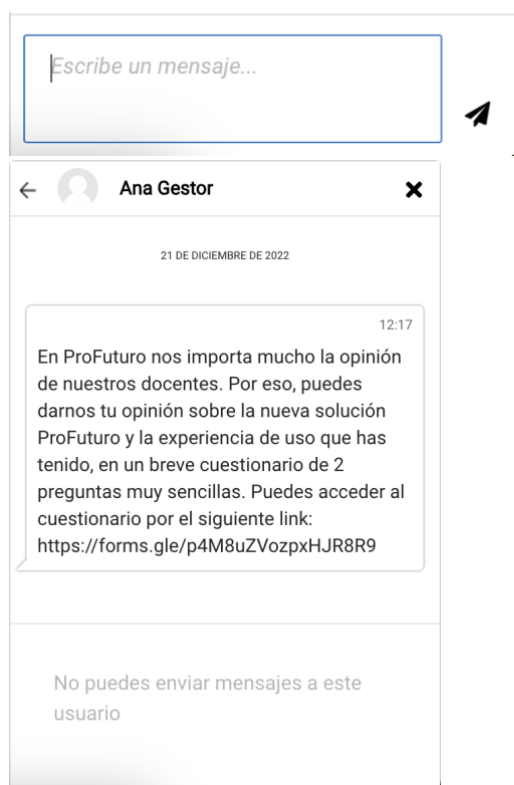 Escribe un mensaje...
Ana Gestor
21 DE DICIEMBRE DE 2022
12:17
En ProFuturo nos importa mucho la opinión
de nuestros docentes. Por eso, puedes
darnos tu opinión sobre la nueva solución
ProFuturo y la experiencia de uso que has
tenido, en un breve cuestionario de 2
preguntas muy sencillas. Puedes acceder al
cuestionario por el siguiente link:
https://forms.gle/p4M8uZVozpxHJR8R9
No puedes enviar mensajes a este
usuario